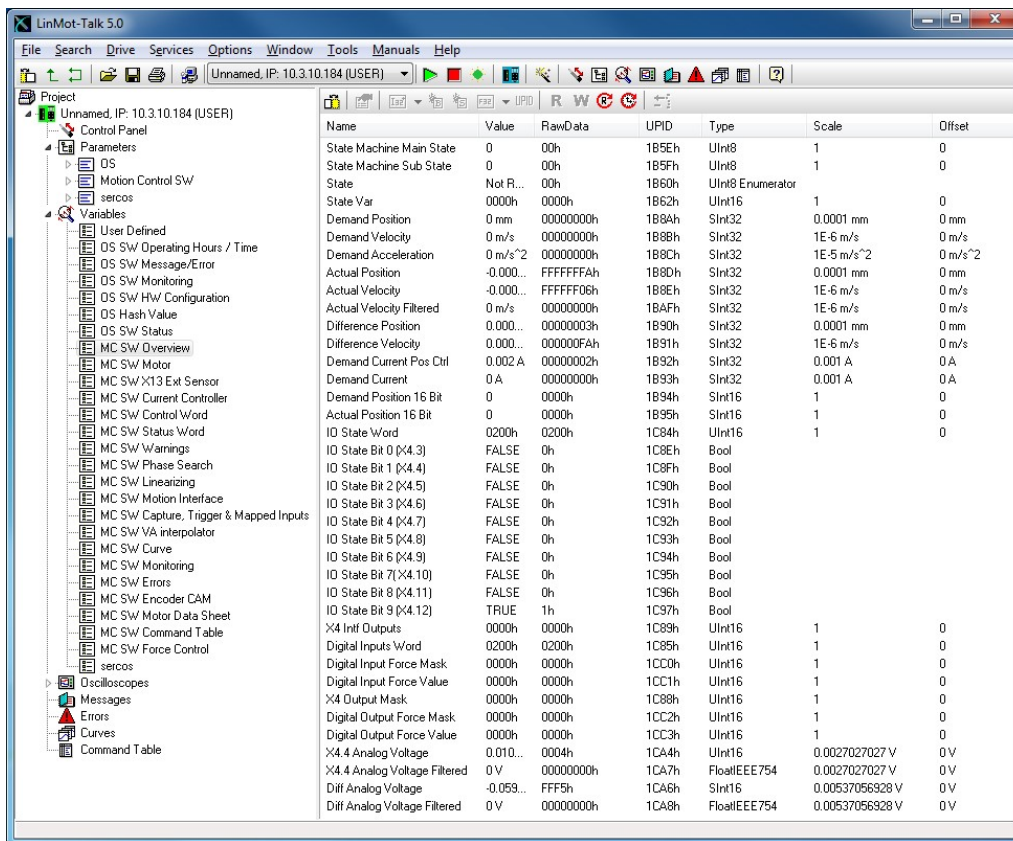 LinMot-Talk 5.0
File Search Drive Services Options Window Tools Manuals Help
Unnamed, IP: 10.3.10.184 (USER)
Project
Unnamed, IP: 10.3.10.184 (USER)
Control Panel
Parameters
OS
Motion Control SW
sercos
Variables
User Defined
OS SW Operating Hours / Time
OS SW Message/Error
OS SW Monitoring
OS SW HW Configuration
OS Hash Value
OS SW Status
MC SW Overview
MC SW Motor
MC SW X13 Ext Sensor
MC SW Current Controller
MC SW Control Word
MC SW Status Word
MC SW Warnings
MC SW Phase Search
MC SW Linearizing
MC SW Motion Interface
MC SW Capture, Trigger & Mapped Inputs
MC SW VA interpolator
MC SW Curve
MC SW Monitoring
MC SW Errors
MC SW Encoder CAM
MC SW Motor Data Sheet
MC SW Command Table
MC SW Force Control
sercos
Oscilloscopes
Messages
Errors
Curves
Command Table
UPID R W
Name Value RawData UPID Type Scale Offset
State Machine Main State 0 00h 1B5Eh UInt8 1 0
State Machine Sub State 0 00h 1B5Fh UInt8 1 0
State Not R... 00h 1B60h UInt8 Enumerator
State Var 0000h 0000h 1B62h UInt16 1 0
Demand Position 0 mm 00000000h 1B8Ah SInt32 0.0001 mm 0 mm
Demand Velocity 0 m/s 00000000h 1B8Bh SInt32 1E-6 m/s 0 m/s
Demand Acceleration 0 m/s^2 00000000h 1B8Ch SInt32 1E-5 m/s^2 0 m/s^2
Actual Position -0.000... FFFFFFFAh 1B8Dh SInt32 0.0001 mm 0 mm
Actual Velocity -0.000... FFFFFF06h 1B8Eh SInt32 1E-6 m/s 0 m/s
Actual Velocity Filtered 0 m/s 00000000h 1BAFh SInt32 1E-6 m/s 0 m/s
Difference Position 0.000... 00000003h 1B90h SInt32 0.0001 mm 0 mm
Difference Velocity 0.000... 000000FAh 1B91h SInt32 1E-6 m/s 0 m/s
Demand Current Pos Ctrl 0.002 A 00000002h 1B92h SInt32 0.001 A 0 A
Demand Current 0 A 00000000h 1B93h SInt32 0.001 A 0 A
Demand Position 16 Bit 0 0000h 1B94h SInt16 1 0
Actual Position 16 Bit 0 0000h 1B95h SInt16 1 0
IO State Word 0200h 0200h 1C84h UInt16 1 0
IO State Bit 0 (X4.3) FALSE 0h 1C8Eh Bool
IO State Bit 1 (X4.4) FALSE 0h 1C8Fh Bool
IO State Bit 2 (X4.5) FALSE 0h 1C90h Bool
IO State Bit 3 (X4.6) FALSE 0h 1C91h Bool
IO State Bit 4 (X4.7) FALSE 0h 1C92h Bool
IO State Bit 5 (X4.8) FALSE 0h 1C93h Bool
IO State Bit 6 (X4.9) FALSE 0h 1C94h Bool
IO State Bit 7( X4.10) FALSE 0h 1C95h Bool
IO State Bit 8 (X4.11) FALSE 0h 1C96h Bool
IO State Bit 9 (X4.12) TRUE 1h 1C97h Bool
X4 Intf Outputs 0000h 0000h 1C89h UInt16 1 0
Digital Inputs Word 0200h 0200h 1C85h UInt16 1 0
Digital Input Force Mask 0000h 0000h 1CC0h UInt16 1 0
Digital Input Force Value 0000h 0000h 1CC1h UInt16 1 0
X4 Output Mask 0000h 0000h 1C88h UInt16 1 0
Digital Output Force Mask 0000h 0000h 1CC2h UInt16 1 0
Digital Output Force Value 0000h 0000h 1CC3h UInt16 1 0
X4.4 Analog Voltage 0.010... 0004h 1CA4h UInt16 0.0027027027 V 0 V
X4.4 Analog Voltage Filtered 0 V 00000000h 1CA7h FloatIEEE754 0.0027027027 V 0 V
Diff Analog Voltage -0.059... FFF5h 1CA6h SInt16 0.00537056928 V 0 V
Diff Analog Voltage Filtered 0 V 00000000h 1CA8h FloatIEEE754 0.00537056928 V 0 V